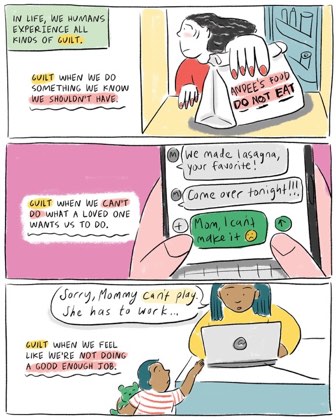 IN LIFE, WE HUMANS
EXPERIENCE ALL
KINDS OF GUILT.
GUILT WHEN WE DO
SOMETHING WE KNOW
WE SHOULDN'T HAVE.
ANDEE'S FOOD
DO NOT EAT
GUILT WHEN WE CAN'T
DO WHAT A LOVED ONE
WANTS US TO DO.
M
We made lasagna,
your favorite!
M
Come over tonight!!!
+
Mom, I can't
make it
Sorry, Mommy can't play.
She has to work...
GUILT WHEN WE FEEL
LIKE WE'RE NOT DOING
A GOOD ENOUGH JOB.